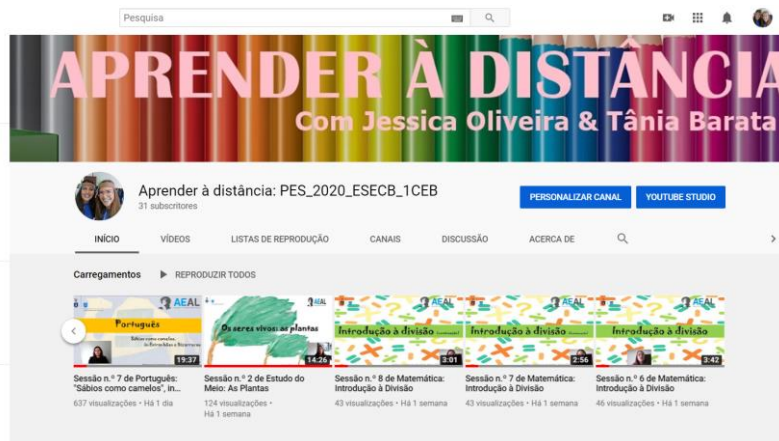 Pesquisa
APRENDER À DISTÂNCIA
Com Jessica Oliveira & Tânia Barata
Aprender à distância: PES_2020_ESECB_1CEB
31 subscritores
PERSONALIZAR CANAL
YOUTUBE STUDIO
INÍCIO VÍDEOS LISTAS DE REPRODUÇÃO CANAIS DISCUSSÃO ACERCA DE
Carregamentos REPRODUZIR TODOS
AEAL
Português
Sábios como camelos,
19:37
Sessão n.º 7 de Português:
"Sábios como camelos", in...
637 visualizações • Há 1 dia
AEAL
Os seres vivos: as plantas
14:26
Sessão n.º 2 de Estudo do
Meio: As Plantas
124 visualizações •
Há 1 semana
AEAL
Introdução à divisão
3:01
Sessão n.º 8 de Matemática:
Introdução à Divisão
43 visualizações • Há 1 semana
AEAL
Introdução à divisão
2:56
Sessão n.º 7 de Matemática:
Introdução à Divisão
43 visualizações • Há 1 semana
AEAL
Introdução à divisão
3:42
Sessão n.º 6 de Matemática:
Introdução à Divisão
46 visualizações • Há 1 semana